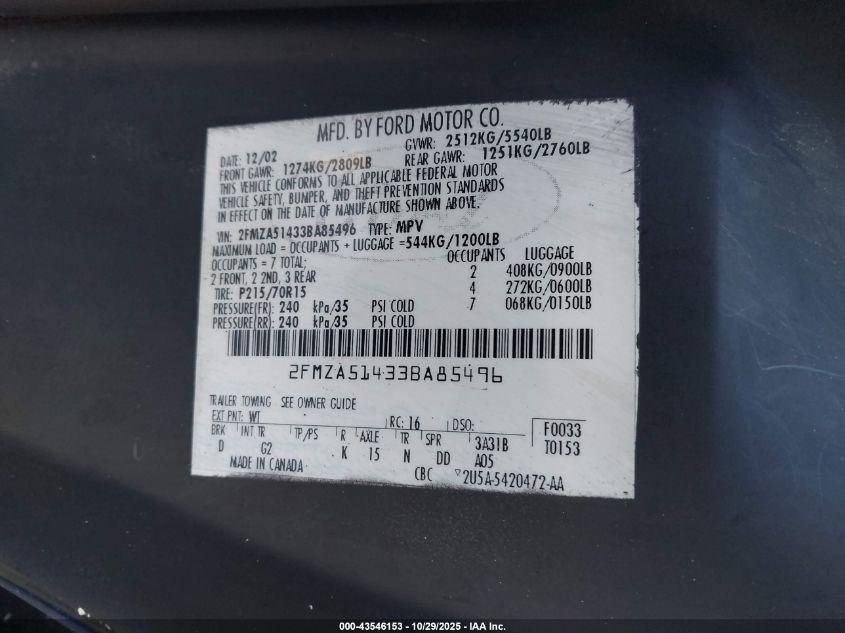 MFD. BY FORD MOTOR CO.
DATE: 12/02 GVWR: 2512KG/5540LB
FRONT GAWR: 1274KG/2809LB REAR GAWR: 1251KG/2760LB
THIS VEHICLE CONFORMS TO ALL APPLICABLE FEDERAL MOTOR
VEHICLE SAFETY, BUMPER, AND THEFT PREVENTION STANDARDS
IN EFFECT ON THE DATE OF MANUFACTURE SHOWN ABOVE.
VIN: 2FMZA51433BA85496 TYPE: MPV
MAXIMUM LOAD = OCCUPANTS + LUGGAGE =544KG/1200LB
OCCUPANTS = 7 TOTAL; OCCUPANTS LUGGAGE
2 FRONT, 2 2ND, 3 REAR 2 408KG/0900LB
TIRE: P215/70R15 4 272KG/0600LB
PRESSURE(FR): 240 kPa/35 PSI COLD 7 068KG/0150LB
PRESSURE(RR): 240 kPa/35 PSI COLD
2FMZA51433BA85496
TRAILER TOWING SEE OWNER GUIDE
EXT PNT: WT RC: 16 DSO: F0033
BRK INT TR TP/PS R AXLE TR SPR 3A31B T0153
D G2 K 15 N DD A05
MADE IN CANADA CBC 2U5A-5420472-AA
000-43546153 - 10/29/2025 - IAA Inc.